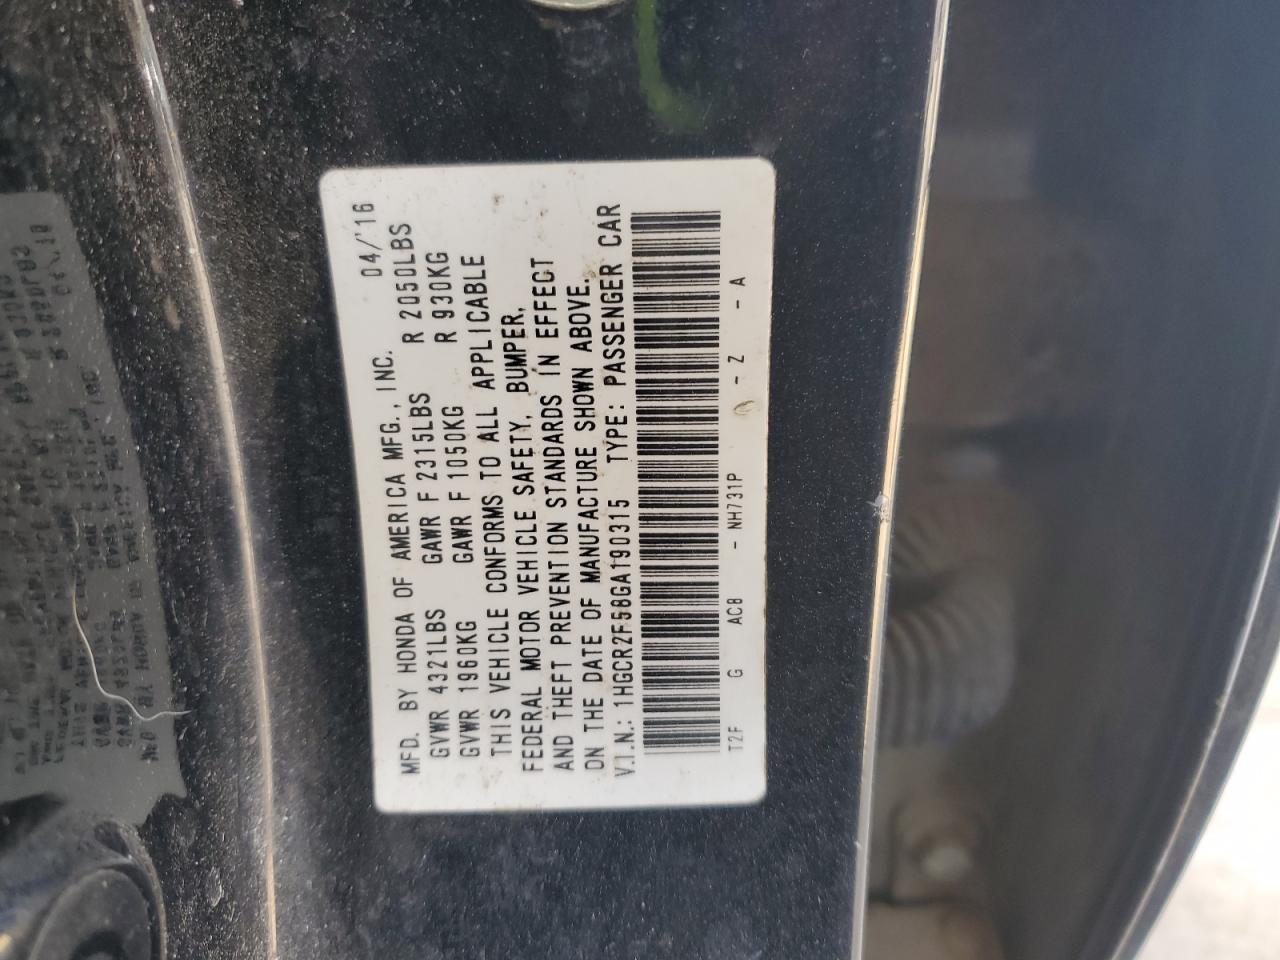 MFD. BY HONDA OF AMERICA MFG., INC. 04/'16
GVWR 4321LBS GAWR F 2315LBS R 2050LBS
GVWR 1960KG GAWR F 1050KG R 930KG
THIS VEHICLE CONFORMS TO ALL APPLICABLE
FEDERAL MOTOR VEHICLE SAFETY, BUMPER,
AND THEFT PREVENTION STANDARDS IN EFFECT
ON THE DATE OF MANUFACTURE SHOWN ABOVE.
V.I.N.: 1HGCR2F58GA190315 TYPE: PASSENGER CAR
T2F G AC8 - NH731P - Z - A